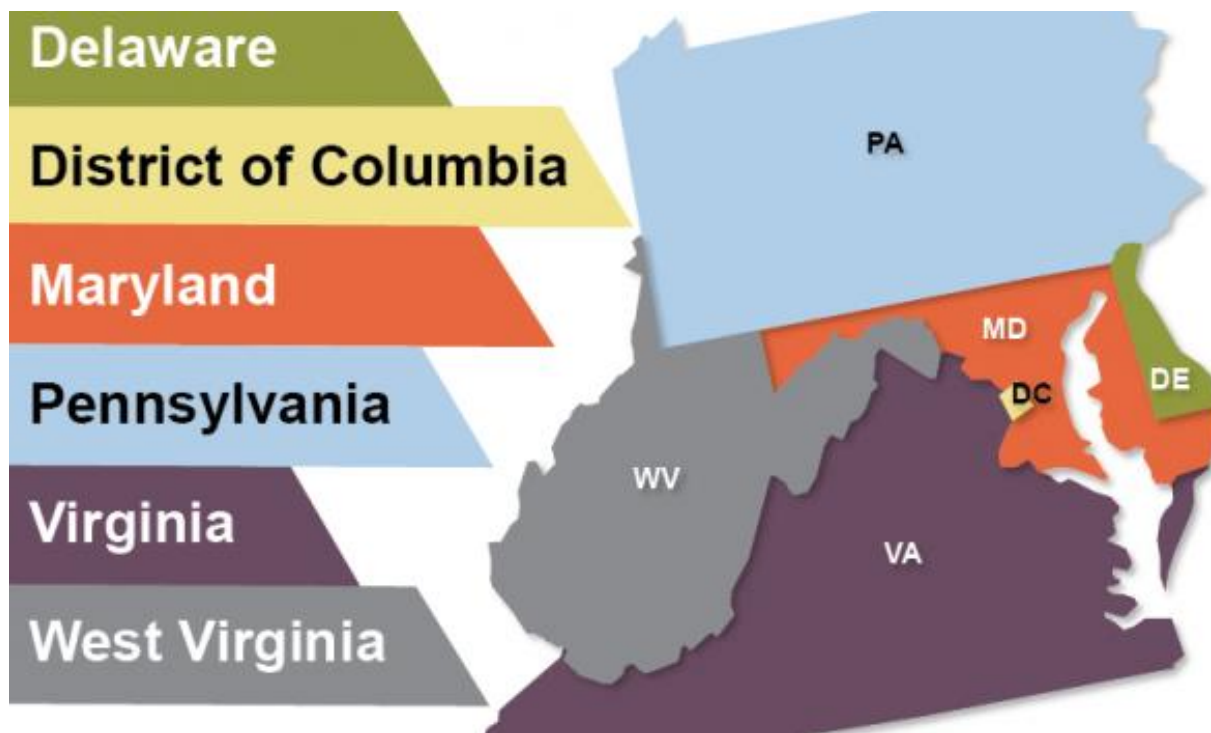 Delaware
District of Columbia
Maryland
Pennsylvania
Virginia
West Virginia
PA
MD
DE
DC
WV
VA